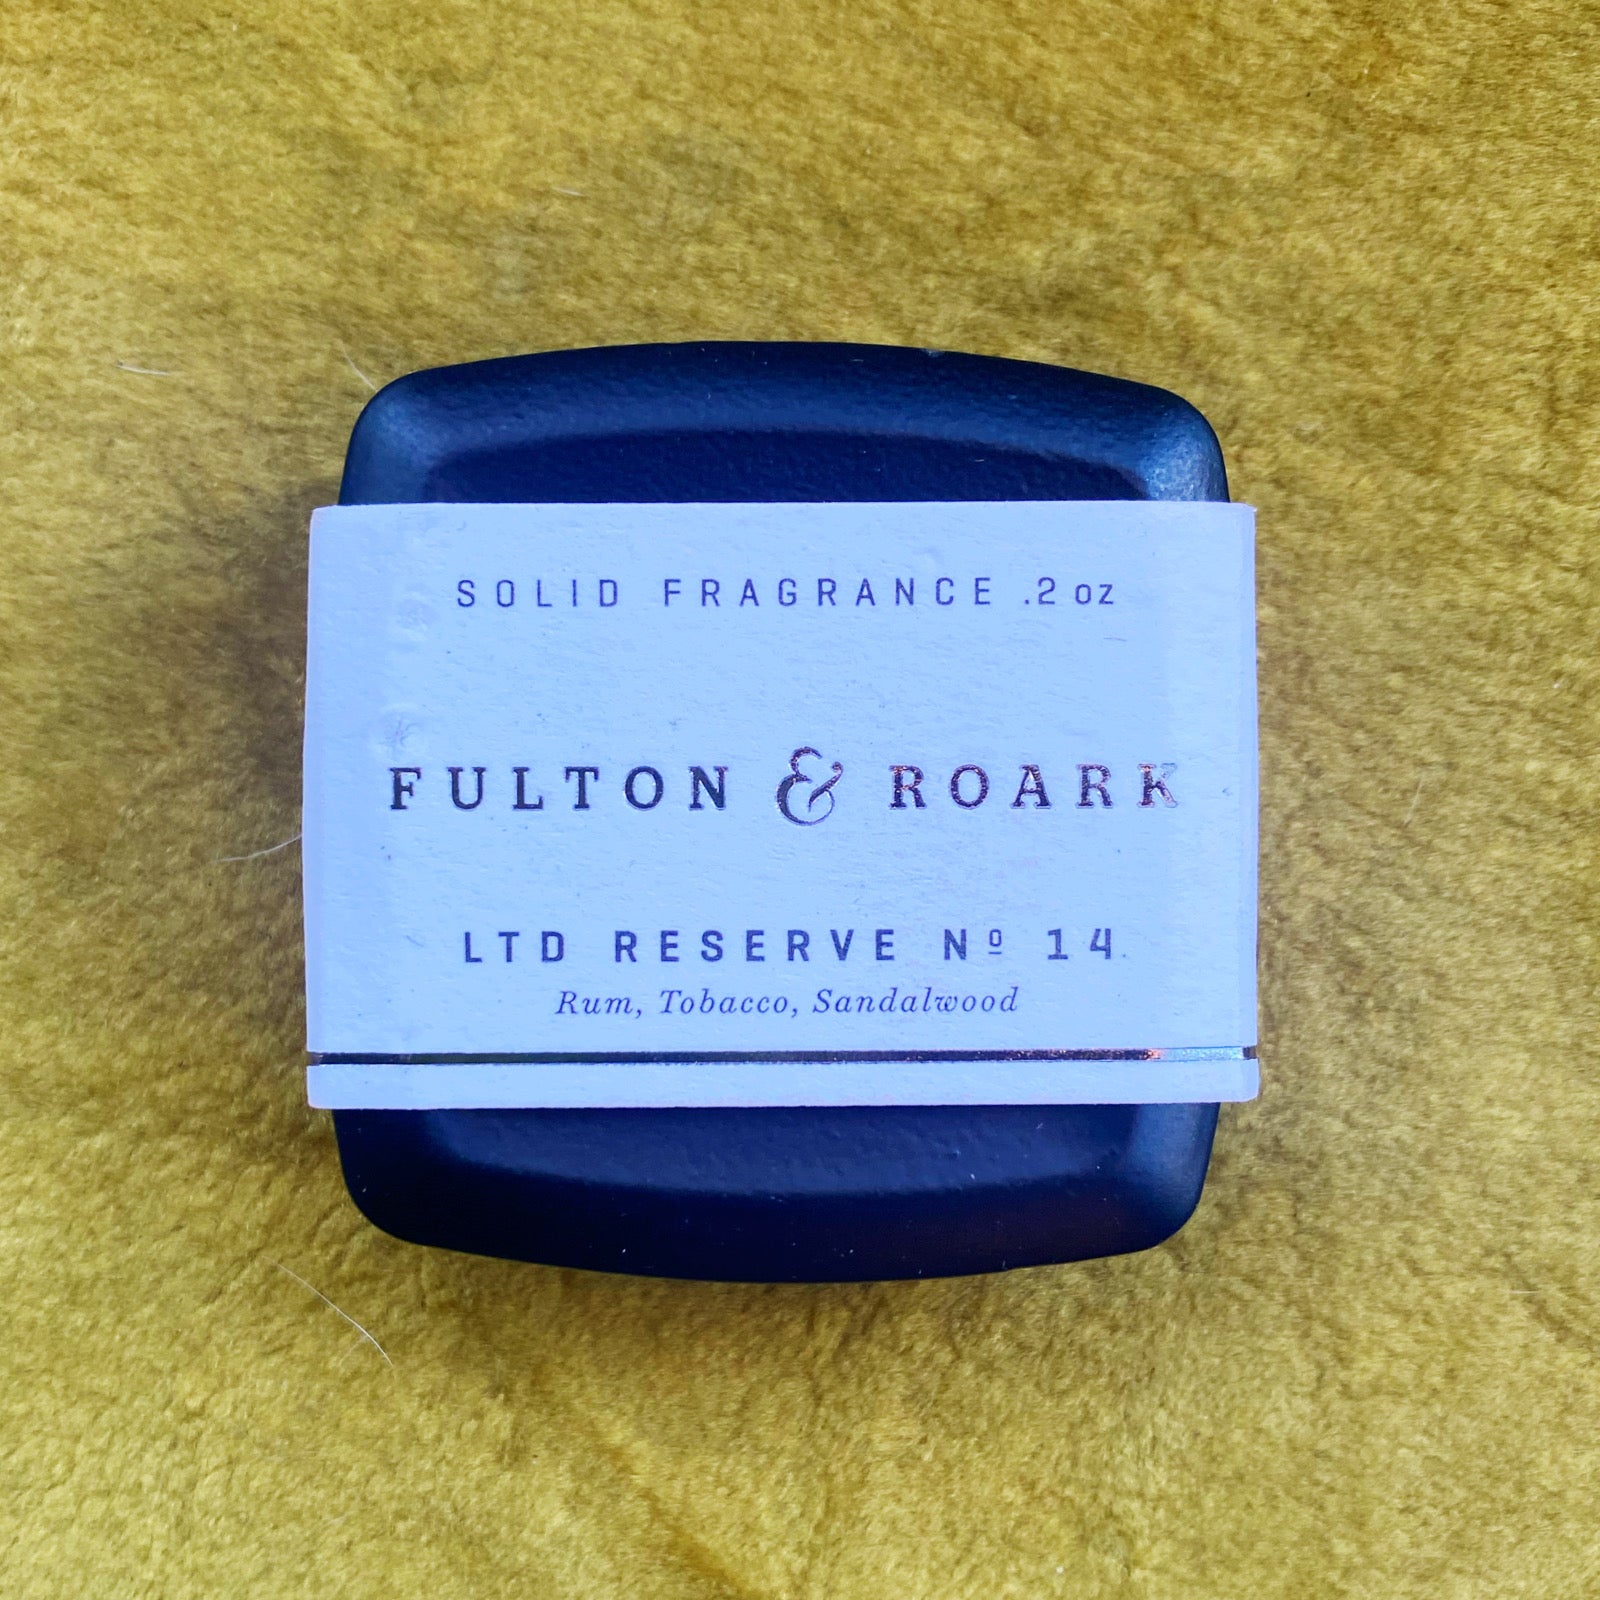 SOLID FRAGRANCE .2 oz
FULTON & ROARK
LTD RESERVE Nº 14
Rum, Tobacco, Sandalwood